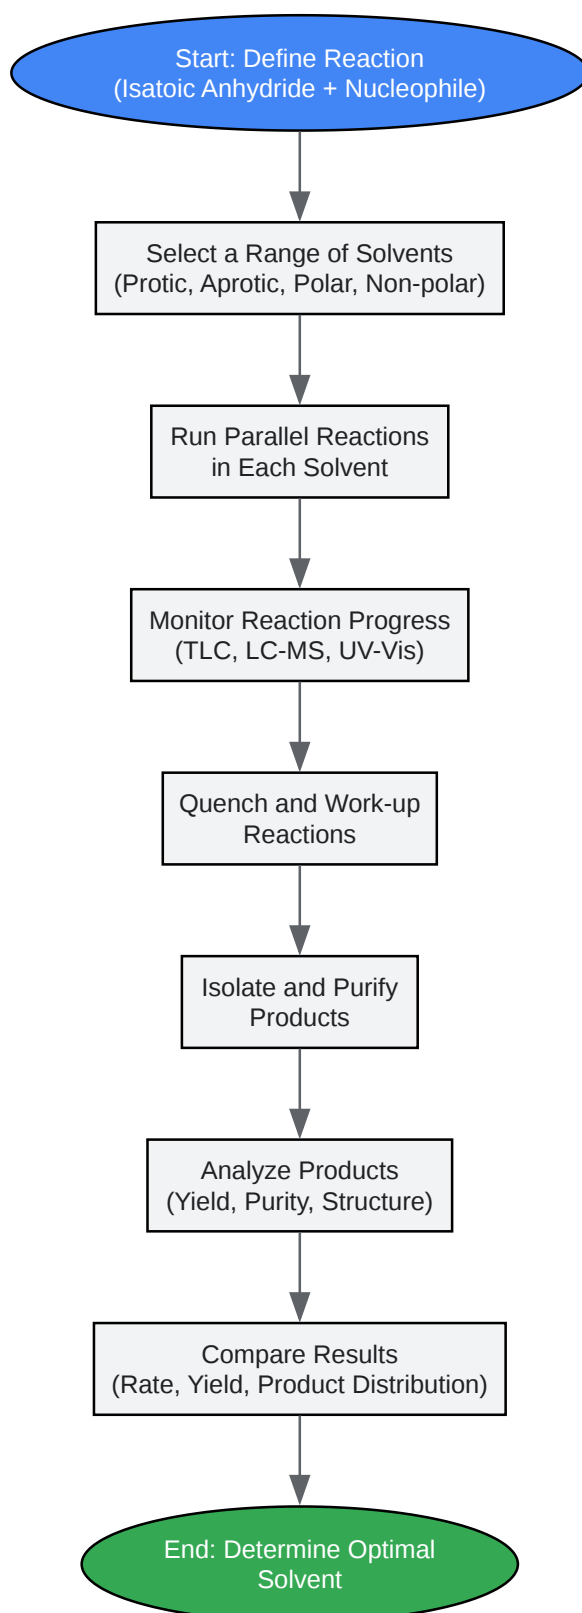 Start: Define Reaction
(Isatoic Anhydride + Nucleophile)
Select a Range of Solvents
(Protic, Aprotic, Polar, Non-polar)
Run Parallel Reactions
in Each Solvent
Monitor Reaction Progress
(TLC, LC-MS, UV-Vis)
Quench and Work-up
Reactions
Isolate and Purify
Products
Analyze Products
(Yield, Purity, Structure)
Compare Results
(Rate, Yield, Product Distribution)
End: Determine Optimal
Solvent